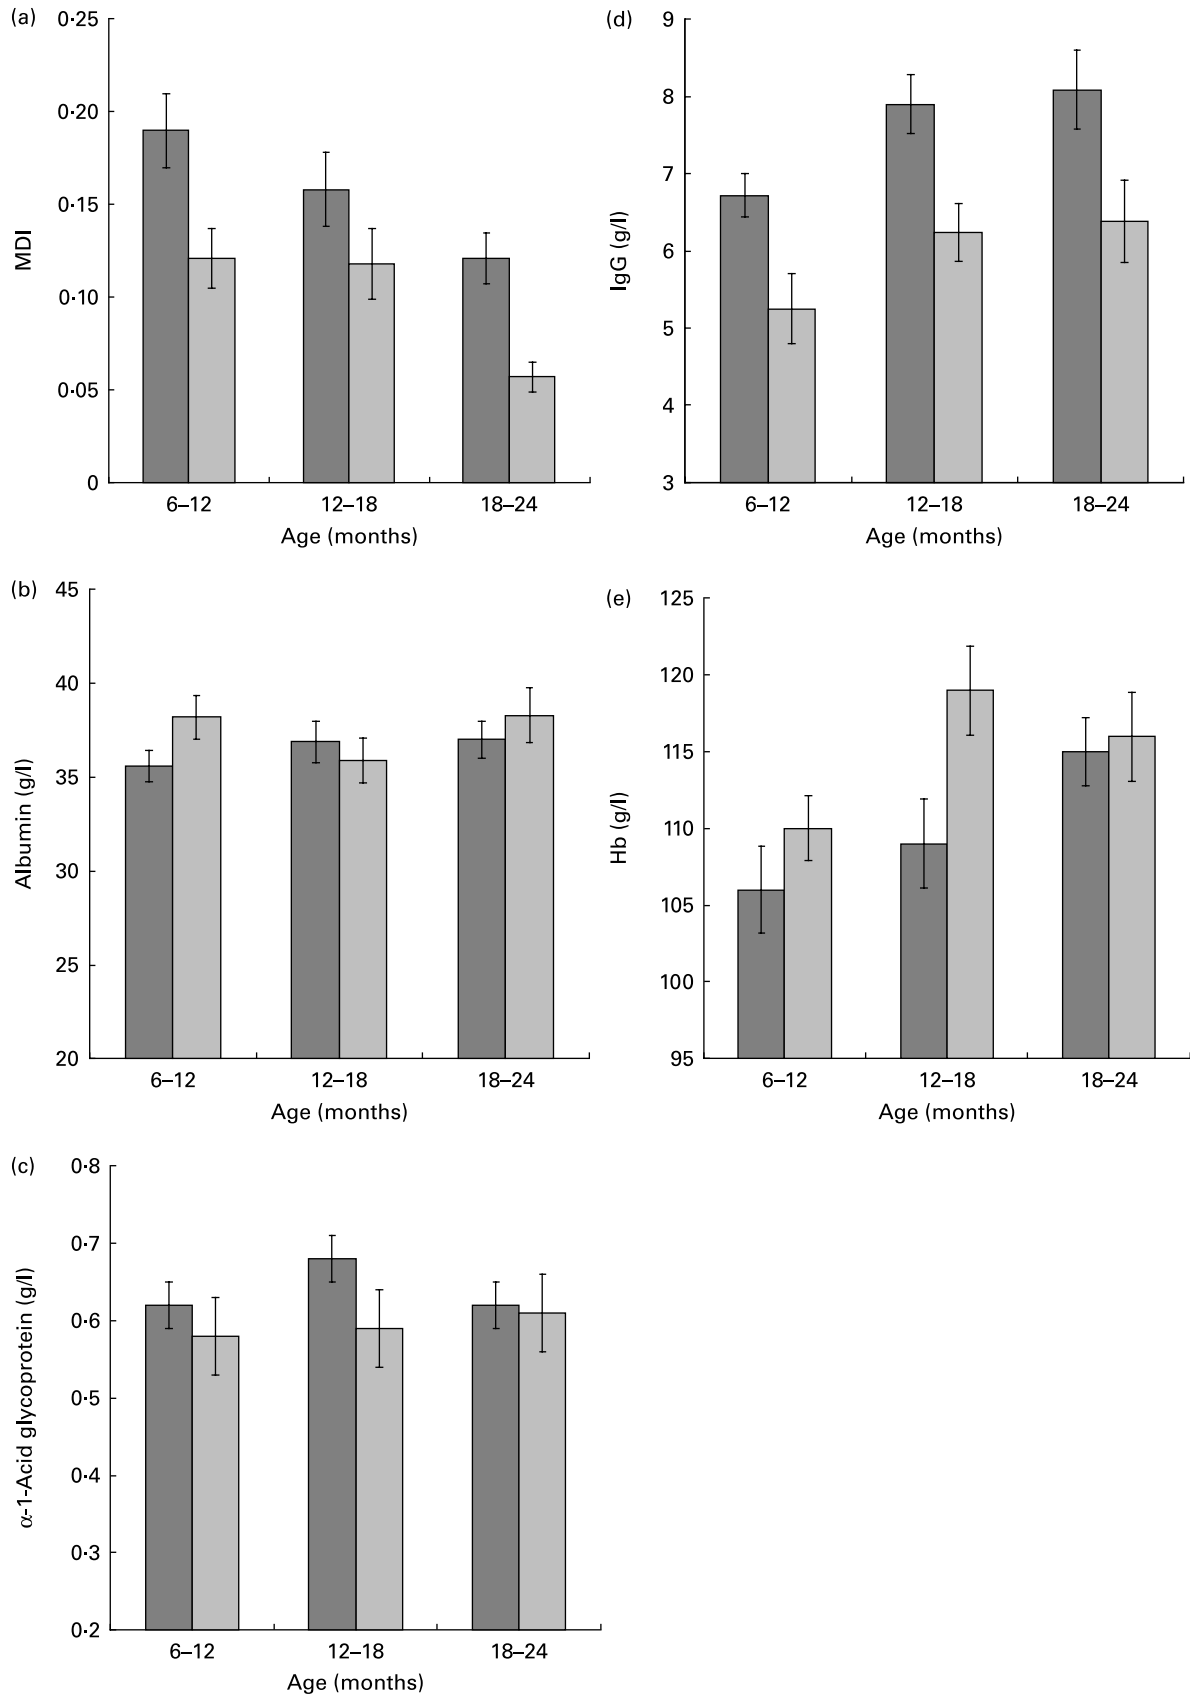 (a)
0·25
0·20
0·15
0·10
0·05
0
MDI
6–12 12–18 18–24
Age (months)
(b)
45
40
35
30
25
20
Albumin (g/l)
6–12 12–18 18–24
Age (months)
(c)
0·8
0·7
0·6
0·5
0·4
0·3
0·2
α-1-Acid glycoprotein (g/l)
6–12 12–18 18–24
Age (months)
(d)
9
8
7
6
5
4
3
IgG (g/l)
6–12 12–18 18–24
Age (months)
(e)
125
120
115
110
105
100
95
Hb (g/l)
6–12 12–18 18–24
Age (months)